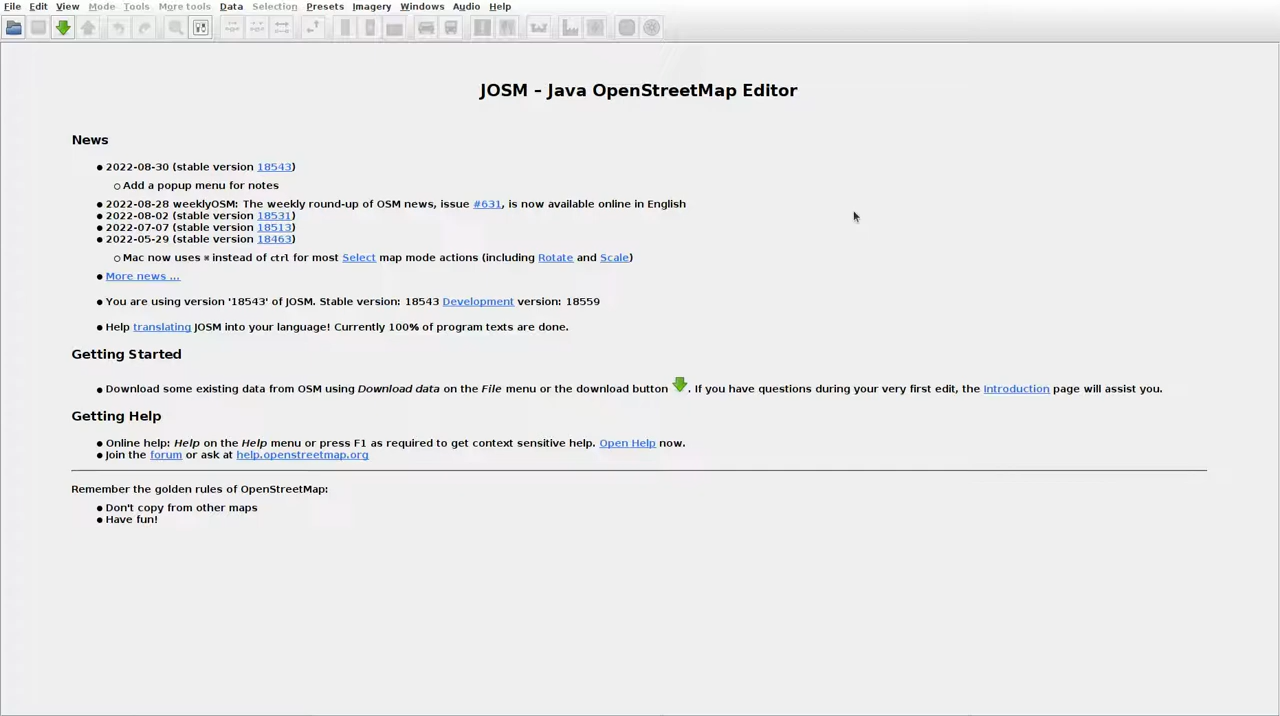 File Edit View Mode Tools More tools Data Selection Presets Imagery Windows Audio Help
JOSM – Java OpenStreetMap Editor
News
2022-08-30 (stable version 18543)
Add a popup menu for notes
2022-08-28 weeklyOSM: The weekly round-up of OSM news, issue #631, is now available online in English
2022-08-02 (stable version 18531)
2022-07-07 (stable version 18513)
2022-05-29 (stable version 18463)
Mac now uses ⌘ instead of ctrl for most Select map mode actions (including Rotate and Scale)
More news ...
You are using version '18543' of JOSM. Stable version: 18543 Development version: 18559
Help translating JOSM into your language! Currently 100% of program texts are done.
Getting Started
Download some existing data from OSM using Download data on the File menu or the download button . If you have questions during your very first edit, the Introduction page will assist you.
Getting Help
Online help: Help on the Help menu or press F1 as required to get context sensitive help. Open Help now.
Join the forum or ask at help.openstreetmap.org
Remember the golden rules of OpenStreetMap:
Don't copy from other maps
Have fun!